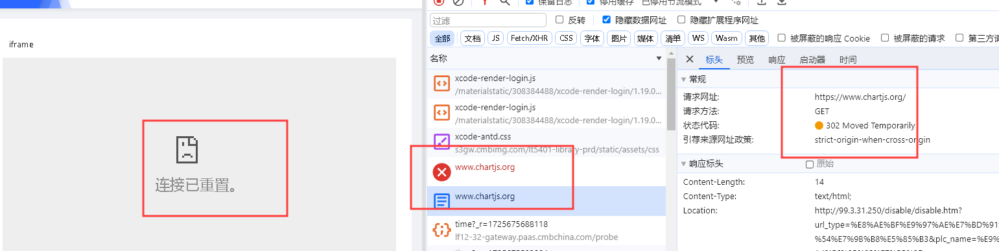 保留日志
停用缓存
已停用节流模式
过滤
反转
隐藏数据网址
隐藏扩展程序网址
全部
文档
JS
Fetch/XHR
CSS
字体
图片
媒体
清单
WS
Wasm
其他
被屏蔽的响应 Cookie
被屏蔽的请求
第三方请
iframe
连接已重置。
名称
xcode-render-login.js
/materialstatic/308384488/xcode-render-login/1.19.0...
xcode-render-login.js
/materialstatic/308384488/xcode-render-login/1.19.0...
xcode-antd.css
s3gw.cmbimg.com/lt5401-library-prd/static/assets/css
www.chartjs.org
www.chartjs.org
time?_r=1725675688118
lf12-32-gateway.paas.cmbchina.com/probe
标头
预览
响应
启动器
时间
常规
请求网址:
https://www.chartjs.org/
请求方法:
GET
状态代码:
302 Moved Temporarily
引荐来源网址政策:
strict-origin-when-cross-origin
响应标头
原始
Content-Length:
14
Content-Type:
text/html;
Location:
http://99.3.31.250/disable/disable.htm?
url_type=%E8%AE%BF%E9%97%AE%E7%BD%91
%54%E7%9B%B8%E5%85%B3&plc_name=%E9%